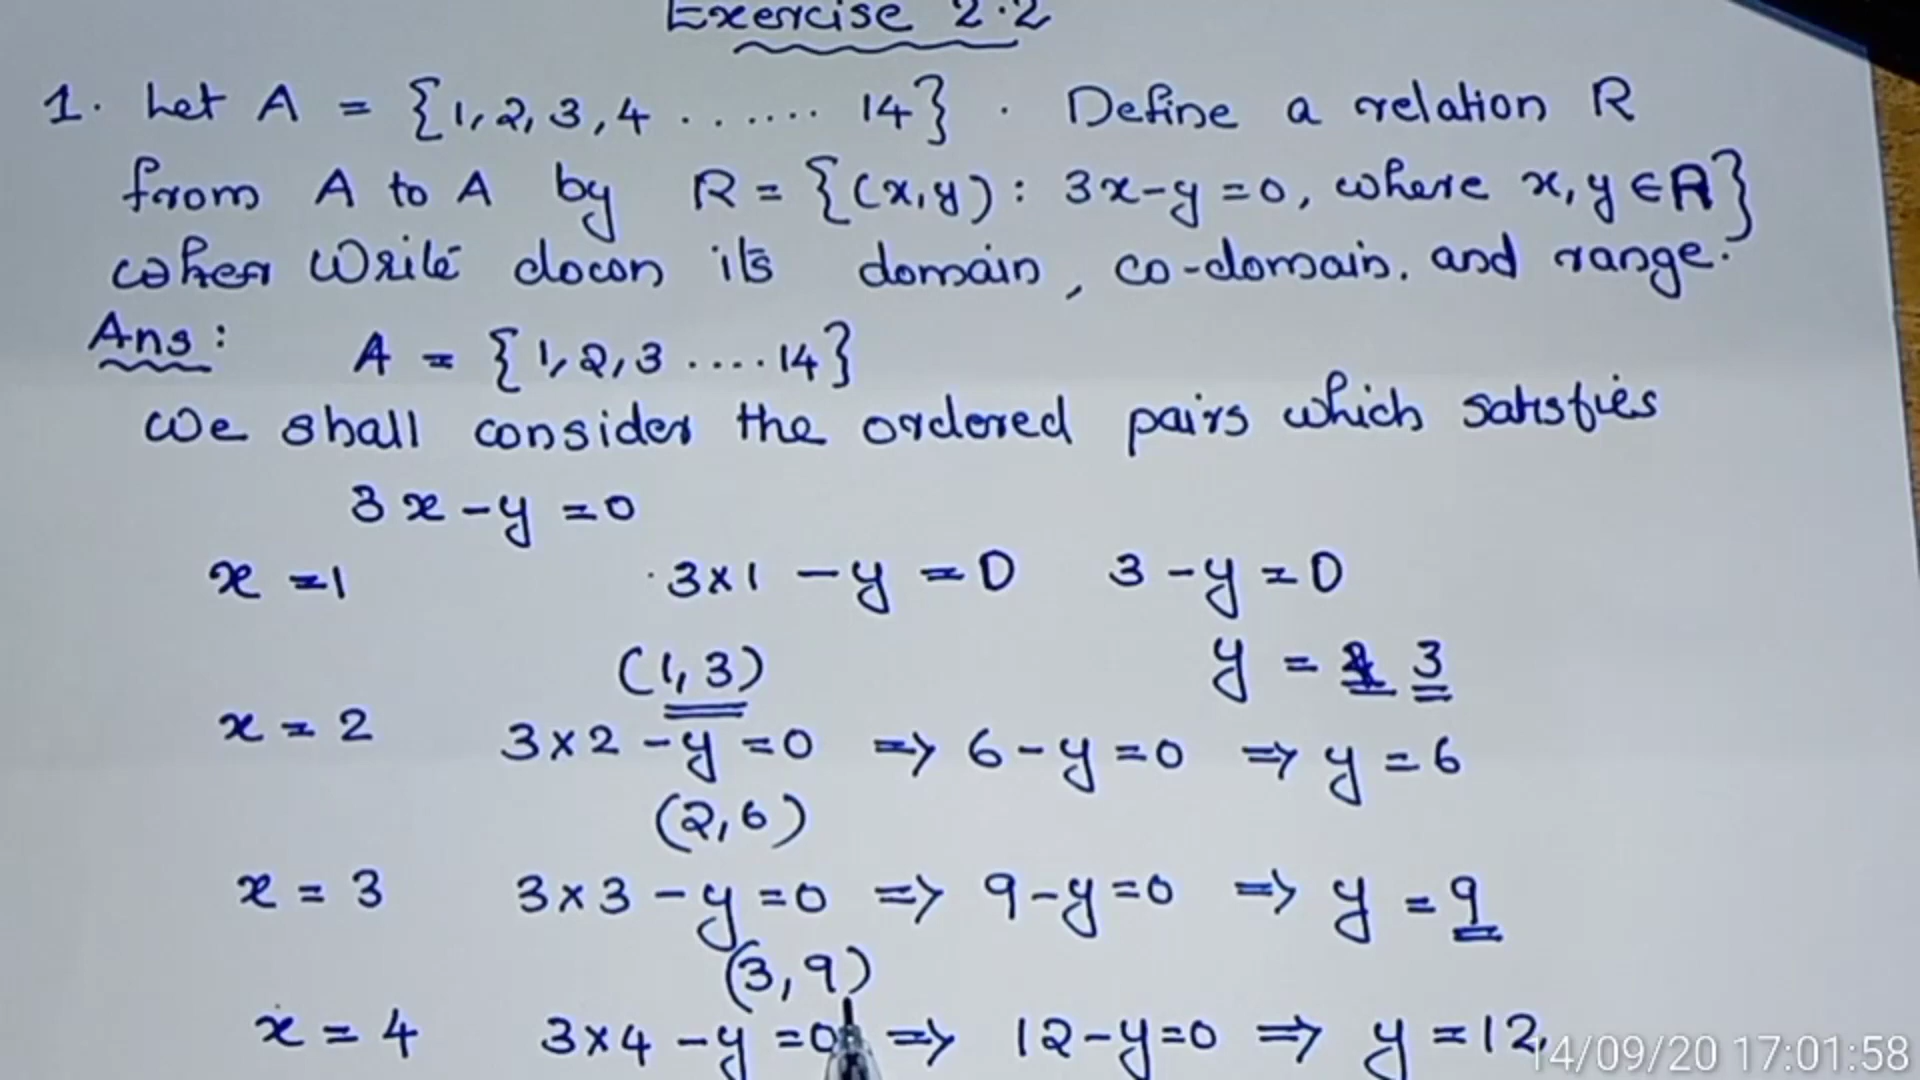 Exercise 2.2
1. Let A = {1, 2, 3, 4 ....... 14} . Define a relation R
from A to A by R = {(x, y) : 3x-y=0, where x, y ∈ A}
Write down its domain, co-domain. and range.
Ans: A = {1, 2, 3 .... 14}
We shall consider the ordered pairs which satisfies
3x-y=0
x=1 3×1 -y=0 3-y=0
(1,3) y = 3
x=2 3×2-y=0 => 6-y=0 => y=6
(2,6)
x=3 3×3-y=0 => 9-y=0 => y=9
(3,9)
x=4 3×4-y=0 => 12-y=0 => y=12,
14/09/20 17:01:58